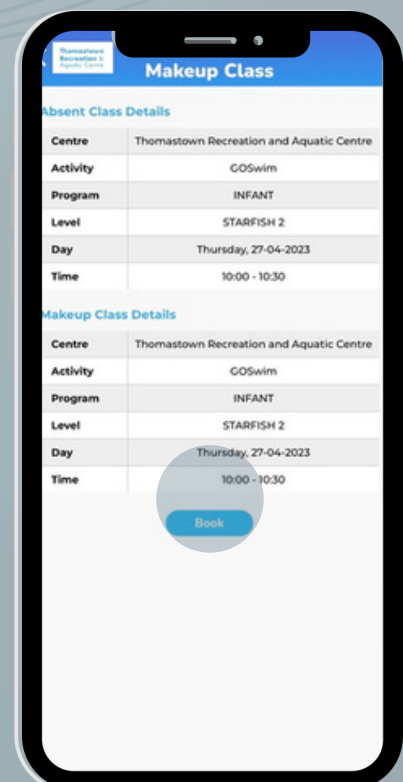 Thomastown
Recreation &
Aquatic Centre
Makeup Class
Absent Class Details
Centre Thomastown Recreation and Aquatic Centre
Activity GOSwim
Program INFANT
Level STARFISH 2
Day Thursday, 27-04-2023
Time 10:00 - 10:30
Makeup Class Details
Centre Thomastown Recreation and Aquatic Centre
Activity GOSwim
Program INFANT
Level STARFISH 2
Day Thursday, 27-04-2023
Time 10:00 - 10:30
Book